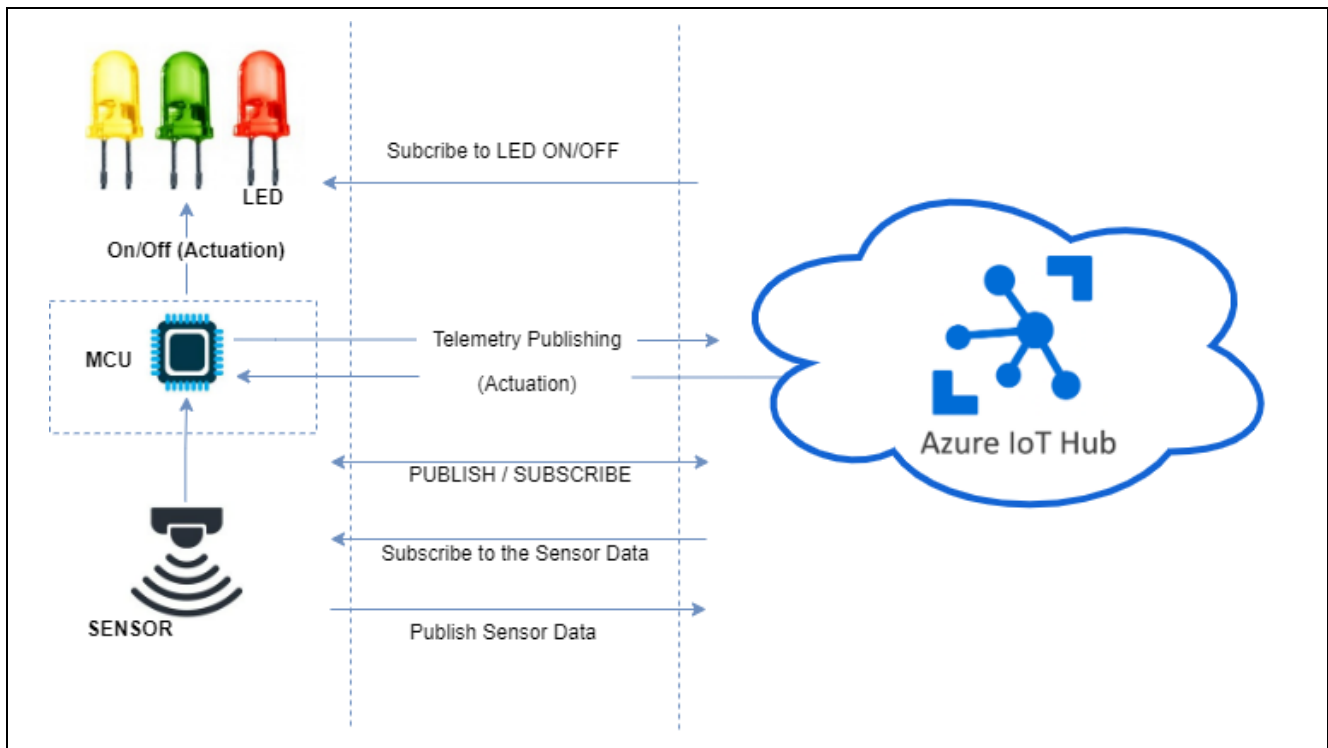 Subcribe to LED ON/OFF
LED
On/Off (Actuation)
MCU
Telemetry Publishing
(Actuation)
Azure IoT Hub
PUBLISH / SUBSCRIBE
Subscribe to the Sensor Data
SENSOR
Publish Sensor Data